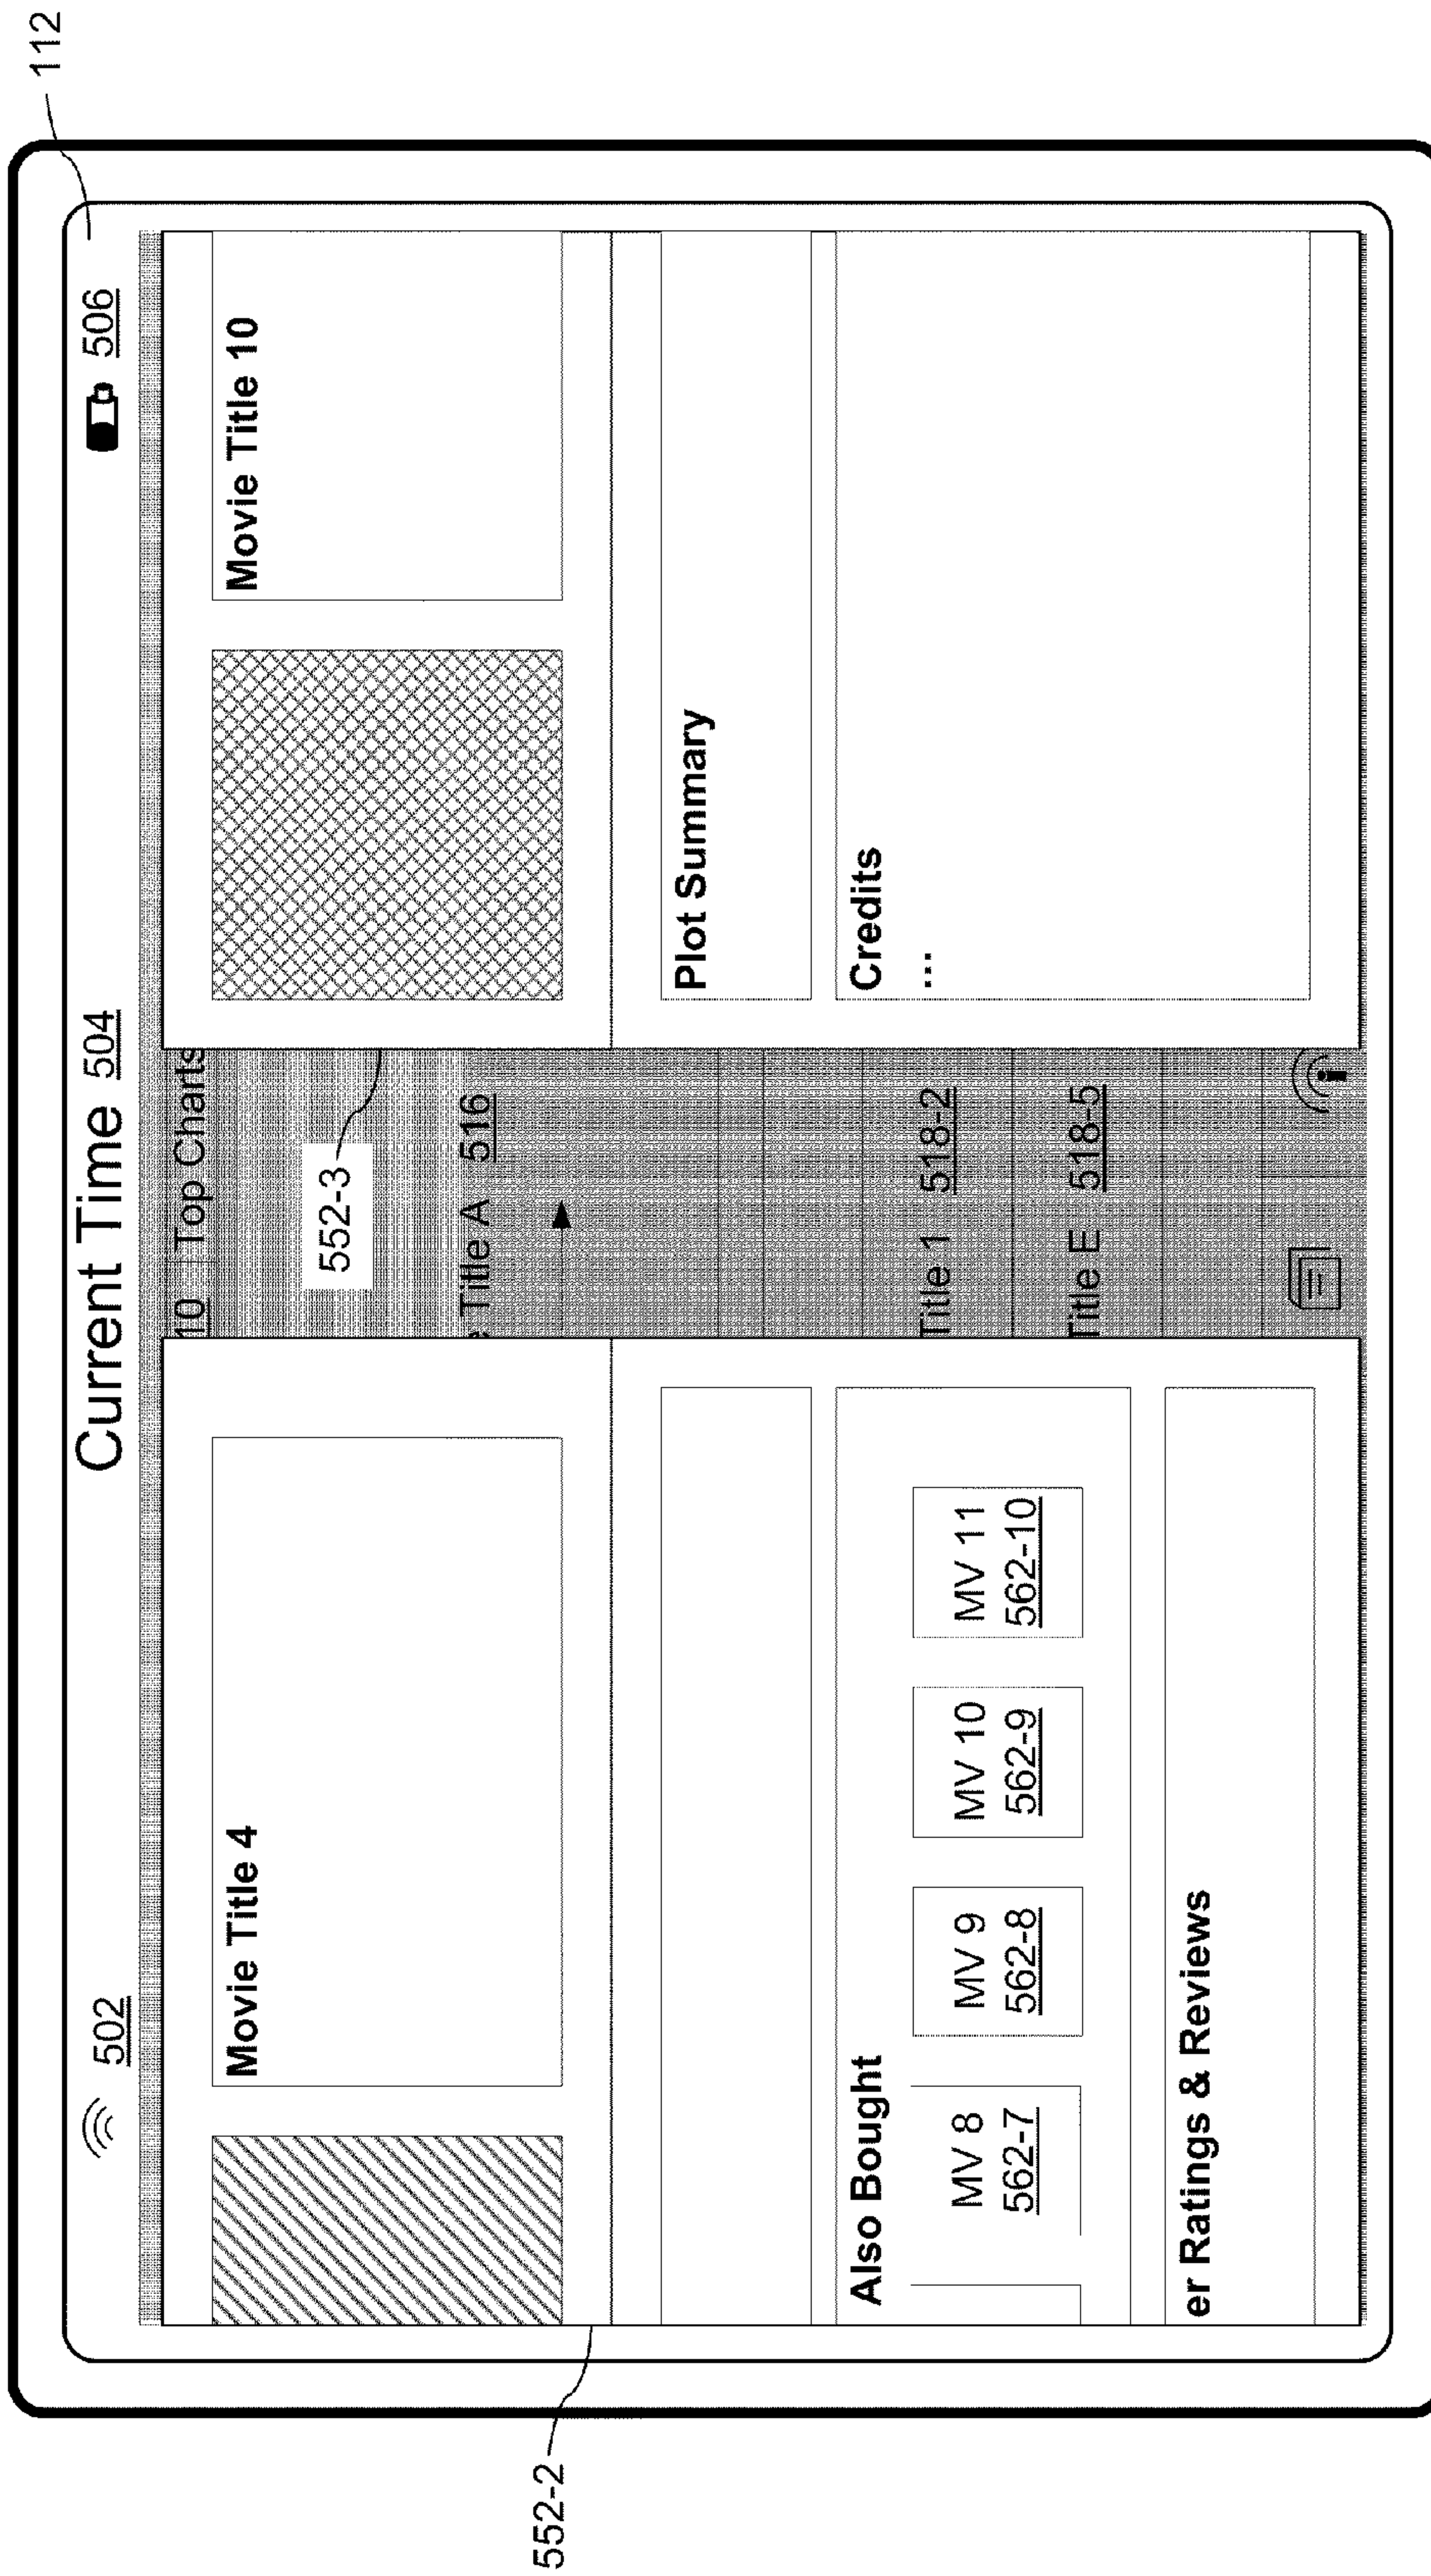 112
502
Current Time 504
506
10 Top Charts
552-3
Title A 516
Title 1 518-2
Title E 518-5
552-2
Movie Title 4
Also Bought
MV 8
562-7
MV 9
562-8
MV 10
562-9
MV 11
562-10
er Ratings & Reviews
Movie Title 10
Plot Summary
Credits
...